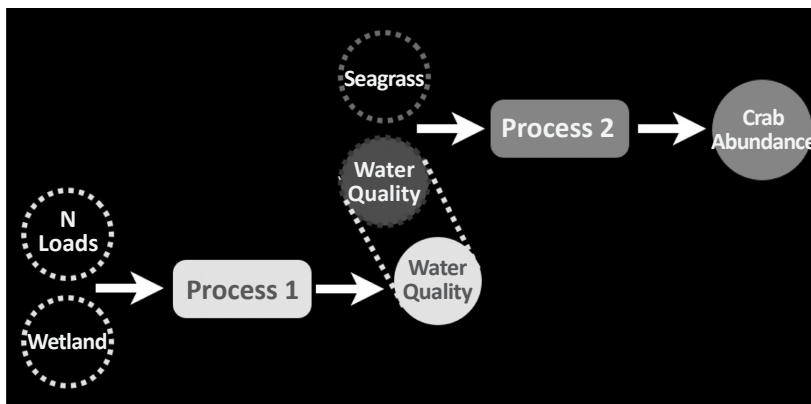 Seagrass
Process 2
Crab
Abundance
Water
Quality
N
Loads
Process 1
Water
Quality
Wetland